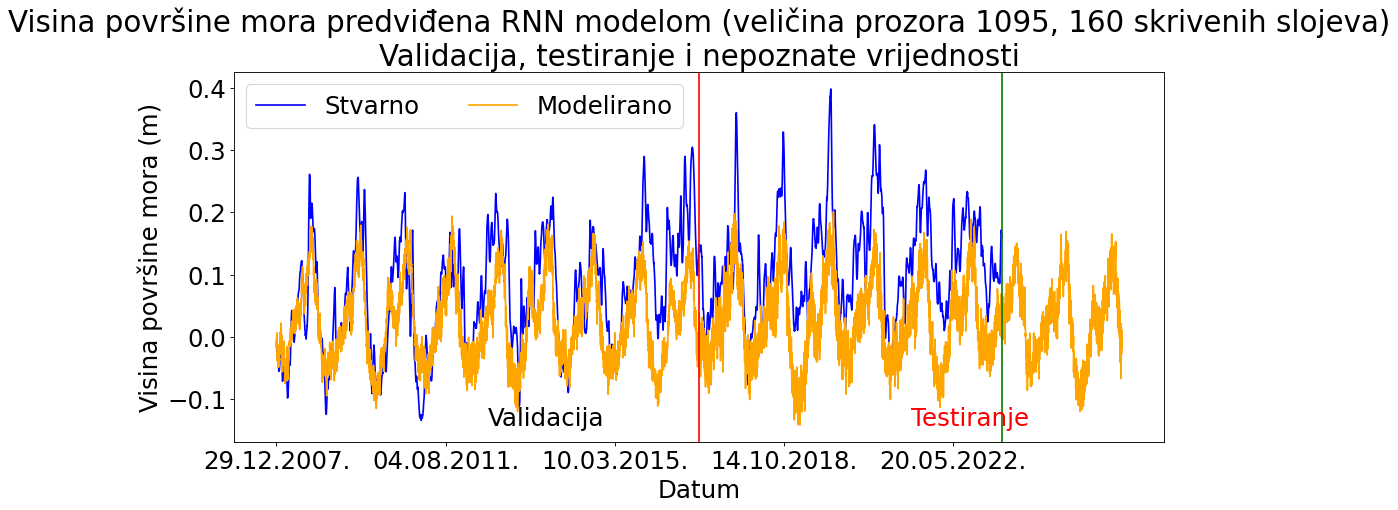 Visina površine mora predviđena RNN modelom (veličina prozora 1095, 160 skrivenih slojeva)
Validacija, testiranje i nepoznate vrijednosti
Stvarno
Modelirano
Visina površine mora (m)
0.4
0.3
0.2
0.1
0.0
−0.1
Validacija
Testiranje
29.12.2007.
04.08.2011.
10.03.2015.
14.10.2018.
20.05.2022.
Datum